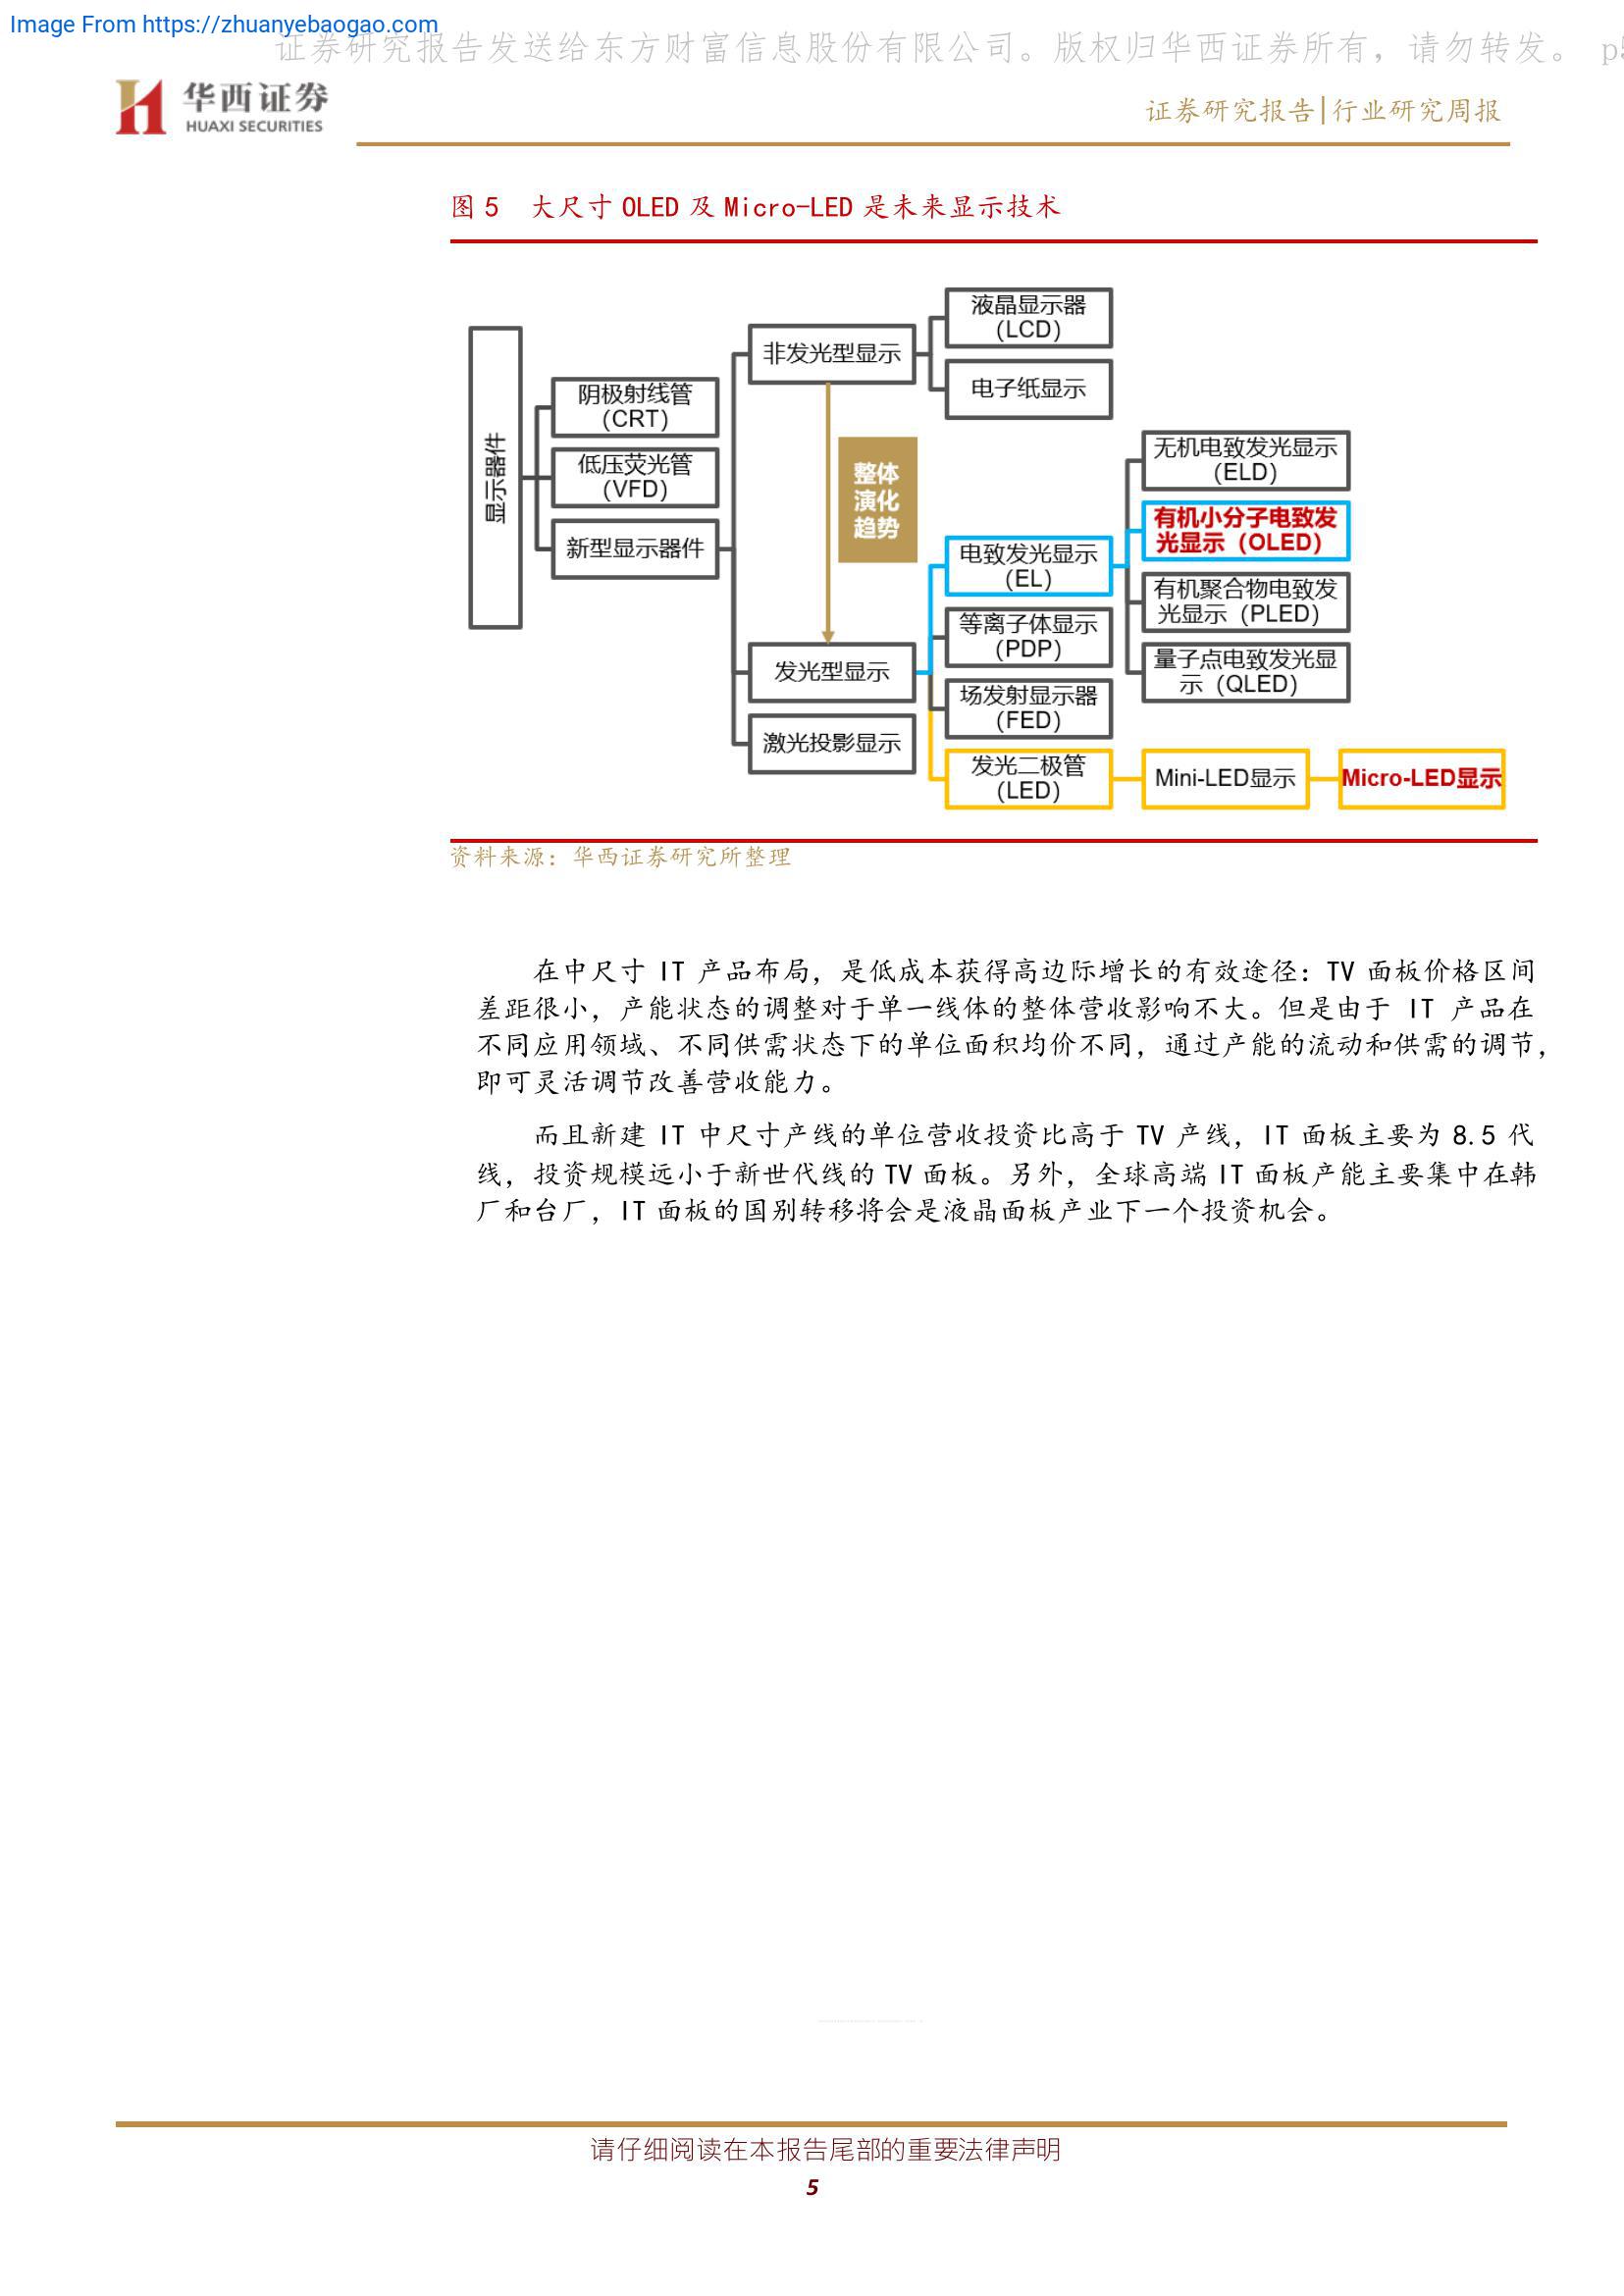 Image From https://zhuanyebaogao.com
证券研究报告发送给东方财富信息股份有限公司。版权归华西证券所有，请勿转发。 p5
华西证券
HUAXI SECURITIES
证券研究报告|行业研究周报
图 5 大尺寸 OLED 及 Micro-LED 是未来显示技术
显示器件
阴极射线管
(CRT)
低压荧光管
(VFD)
新型显示器件
非发光型显示
整体
演化
趋势
发光型显示
激光投影显示
液晶显示器
(LCD)
电子纸显示
电致发光显示
(EL)
等离子体显示
(PDP)
场发射显示器
(FED)
发光二极管
(LED)
无机电致发光显示
(ELD)
有机小分子电致发
光显示（OLED）
有机聚合物电致发
光显示（PLED）
量子点电致发光显
示（QLED）
Mini-LED显示
Micro-LED显示
资料来源：华西证券研究所整理
在中尺寸 IT 产品布局，是低成本获得高边际增长的有效途径：TV 面板价格区间
差距很小，产能状态的调整对于单一线体的整体营收影响不大。但是由于 IT 产品在
不同应用领域、不同供需状态下的单位面积均价不同，通过产能的流动和供需的调节，
即可灵活调节改善营收能力。
而且新建 IT 中尺寸产线的单位营收投资比高于 TV 产线，IT 面板主要为 8.5 代
线，投资规模远小于新世代线的 TV 面板。另外，全球高端 IT 面板产能主要集中在韩
厂和台厂，IT 面板的国别转移将会是液晶面板产业下一个投资机会。
请仔细阅读在本报告尾部的重要法律声明
5